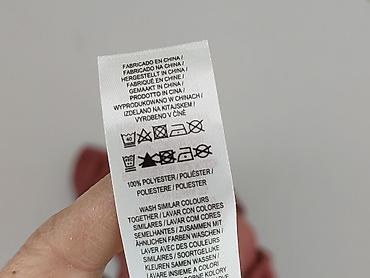 FABRICADO EN CHINA /
FABRICADO NA CHINA /
HERGESTELLT IN CHINA /
FABRIQUÉ EN CHINE /
GEMAAKT IN CHINA /
PRODOTTO IN CINA /
WYPRODUKOWANO W CHINACH /
IZDELANO NA KITAJSKEM /
VYROBENO V ČÍNĚ
40
100% POLYESTER / POLIÉSTER /
POLIESTERE / POLIESTER
WASH SIMILAR COLOURS
TOGETHER / LAVAR CON COLORES
SIMILARES / LAVAR COM CORES
SEMELHANTES / ZUSAMMEN MIT
ÄHNLICHEN FARBEN WASCHEN /
LAVER AVEC DES COULEURS
SIMILAIRES / SOORTGELIJKE
KLEUREN SAMEN WASSEN /
LAVARE INSIEME A COLORI
KOLORY